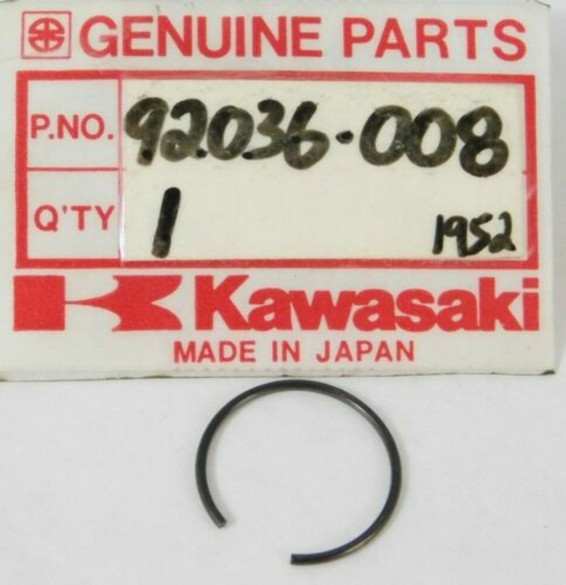 GENUINE PARTS
P.NO. 92036-008
Q'TY 1 1952
Kawasaki
MADE IN JAPAN